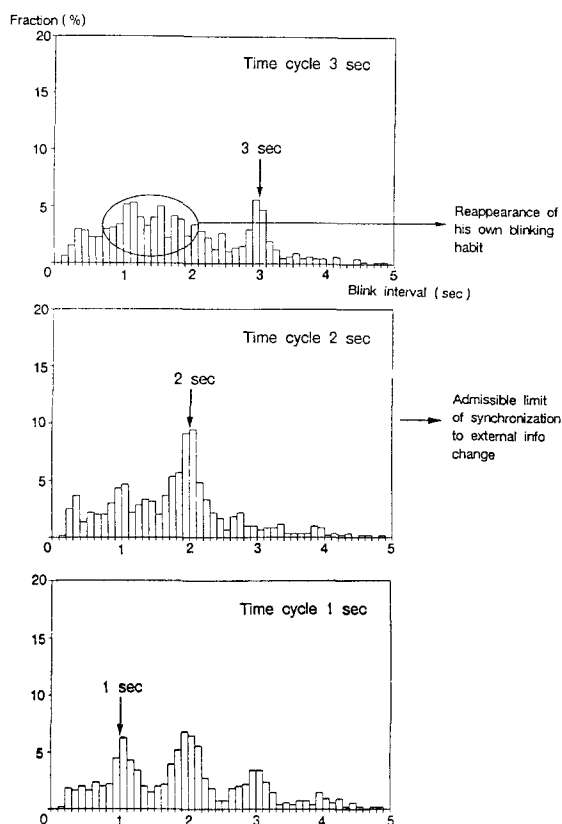 Fraction (%)
20
Time cycle 3 sec
15
10
3 sec
5
Reappearance of
his own blinking
habit
0 1 2 3 4 5
Blink interval (sec)
20
Time cycle 2 sec
15
2 sec
10
Admissible limit
of synchronization
to external info
change
5
0 1 2 3 4 5
20
Time cycle 1 sec
15
10
1 sec
5
0 1 2 3 4 5